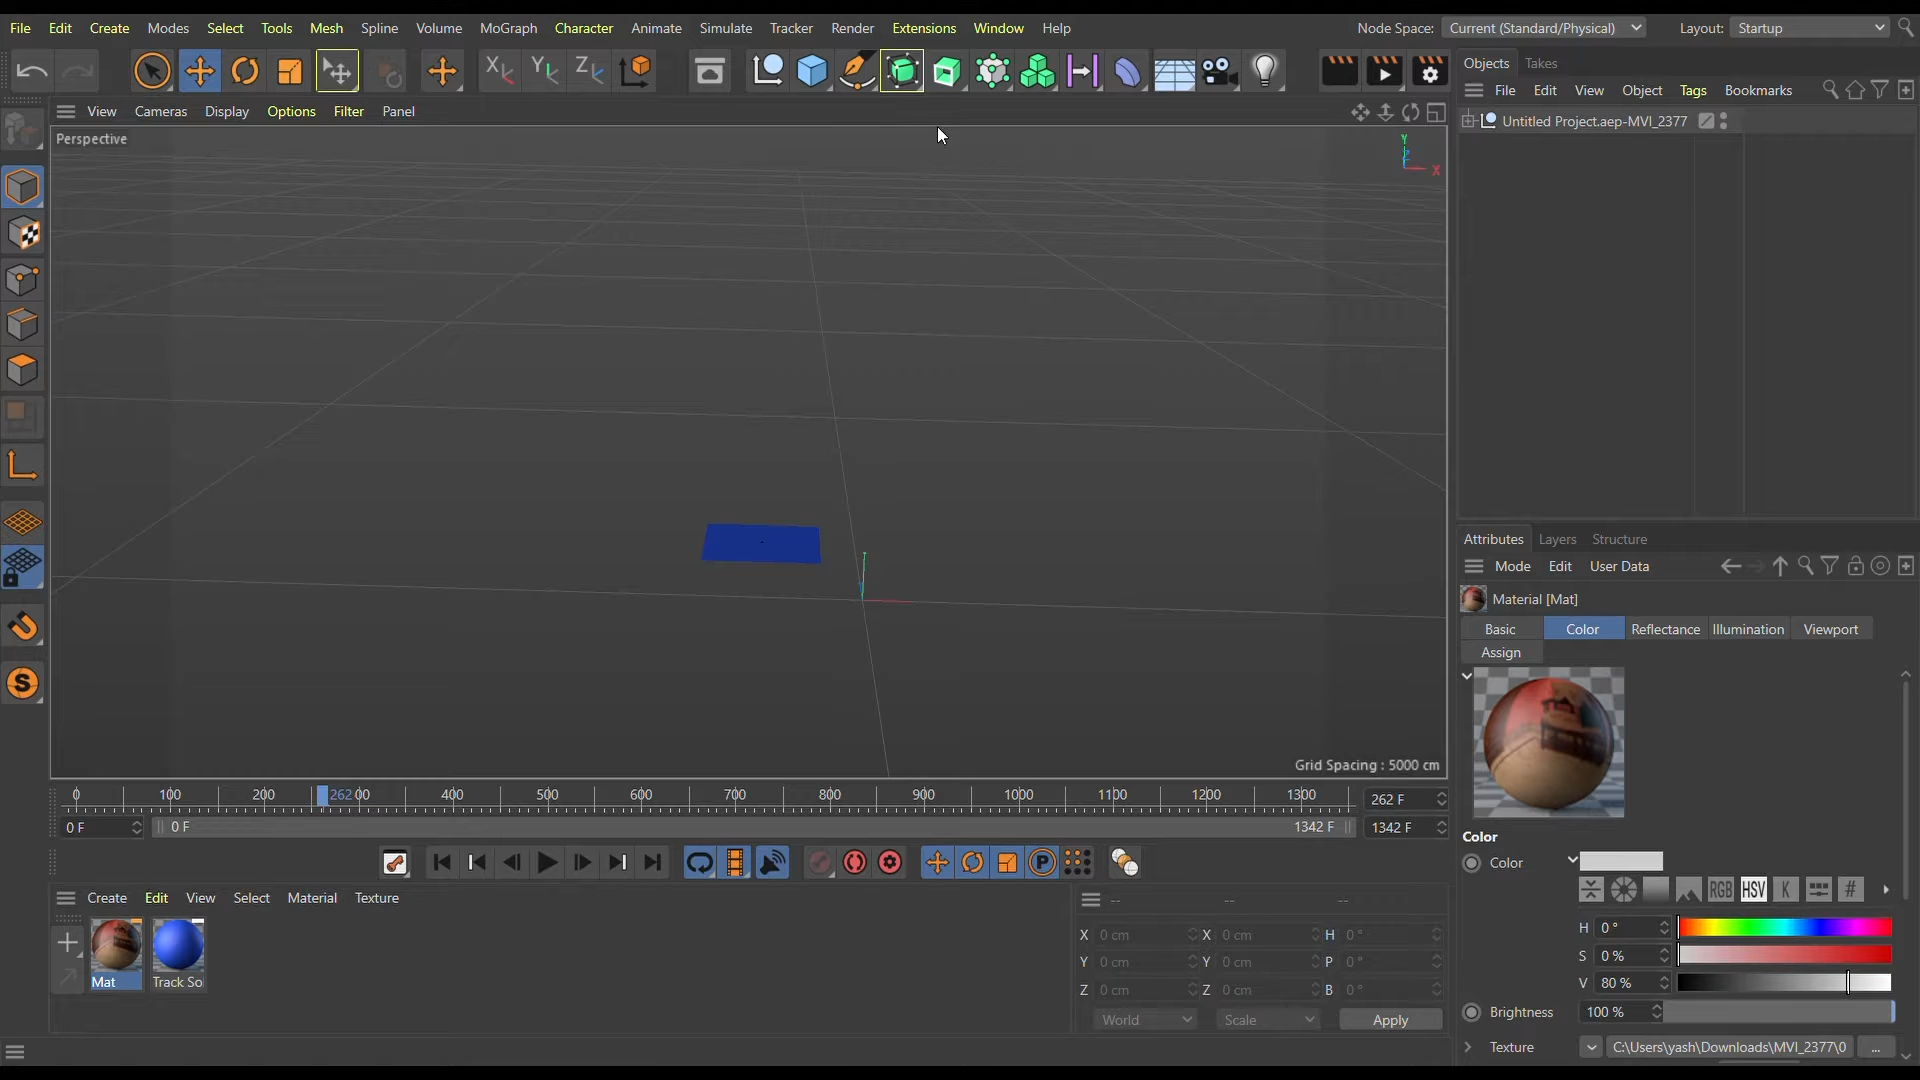 File Edit Create Modes Select Tools Mesh Spline Volume MoGraph Character Animate Simulate Tracker Render Extensions Window Help Node Space: Current (Standard/Physical) Layout: Startup
X Y Z
Objects Takes
View Cameras Display Options Filter Panel
File Edit View Object Tags Bookmarks
Untitled Project.aep-MVI_2377
Perspective
Y
Z
X
Grid Spacing : 5000 cm
Attributes Layers Structure
Mode Edit User Data
Material [Mat]
Basic Color Reflectance Illumination Viewport
Assign
0 100 200 262 00 400 500 600 700 800 900 1000 1100 1200 1300 262 F
0 F 0 F 1342 F 1342 F
P
S
Color
Color
RGB HSV K #
H 0 °
S 0 %
V 80 %
Brightness 100 %
Texture C:\Users\yash\Downloads\MVI_2377\0 ...
Create Edit View Select Material Texture
Mat Track So
-- -- --
X 0 cm X 0 cm H 0 °
Y 0 cm Y 0 cm P 0 °
Z 0 cm Z 0 cm B 0 °
World Scale Apply